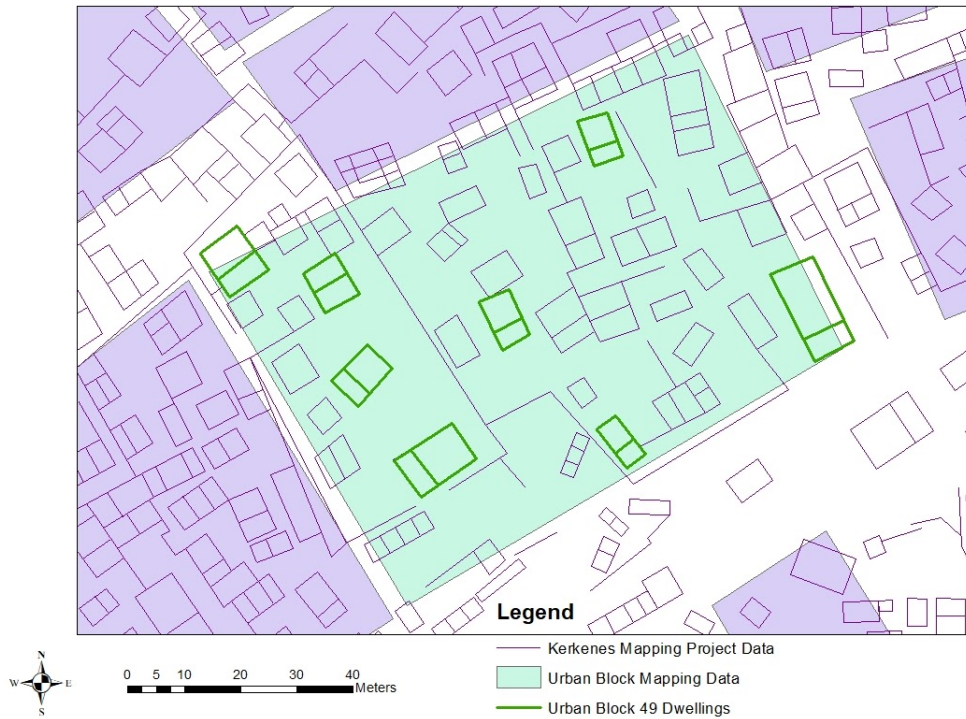 Legend
Kerkenes Mapping Project Data
Urban Block Mapping Data
Urban Block 49 Dwellings
N
W E
S
0 5 10 20 30 40
Meters